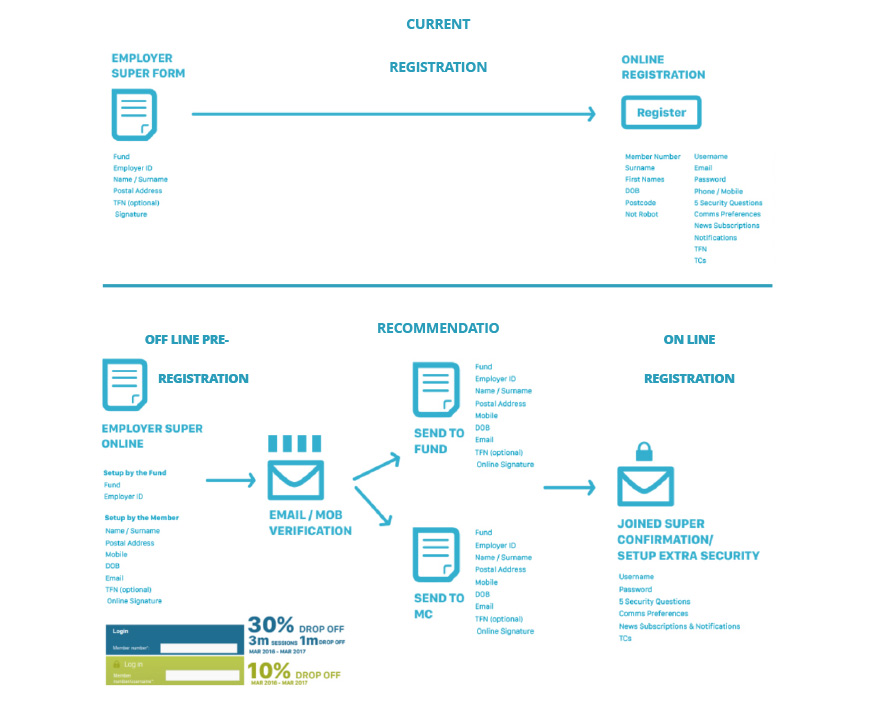 CURRENT
REGISTRATION
EMPLOYER
SUPER FORM
Fund
Employer ID
Name / Surname
Postal Address
TFN (optional)
Signature
ONLINE
REGISTRATION
Register
Member Number
Surname
First Names
DOB
Postcode
Not Robot
Username
Email
Password
Phone / Mobile
5 Security Questions
Comms Preferences
News Subscriptions
Notifications
TFN
TCs
RECOMMENDATIO
OFF LINE PRE-
REGISTRATION
ON LINE
REGISTRATION
EMPLOYER SUPER
ONLINE
Setup by the Fund
Fund
Employer ID
Setup by the Member
Name / Surname
Postal Address
Mobile
DOB
Email
TFN (optional)
Online Signature
EMAIL / MOB
VERIFICATION
SEND TO
FUND
Fund
Employer ID
Name / Surname
Postal Address
Mobile
DOB
Email
TFN (optional)
Online Signature
SEND TO
MC
Fund
Employer ID
Name / Surname
Postal Address
Mobile
DOB
Email
TFN (optional)
Online Signature
JOINED SUPER
CONFIRMATION/
SETUP EXTRA SECURITY
Username
Password
5 Security Questions
Comms Preferences
News Subscriptions & Notifications
TCs
Login
Member number*
30% DROP OFF
3m SESSIONS 1m DROP OFF
MAR 2016 - MAR 2017
Log in
Member
number/username*
10% DROP OFF
MAR 2016 - MAR 2017